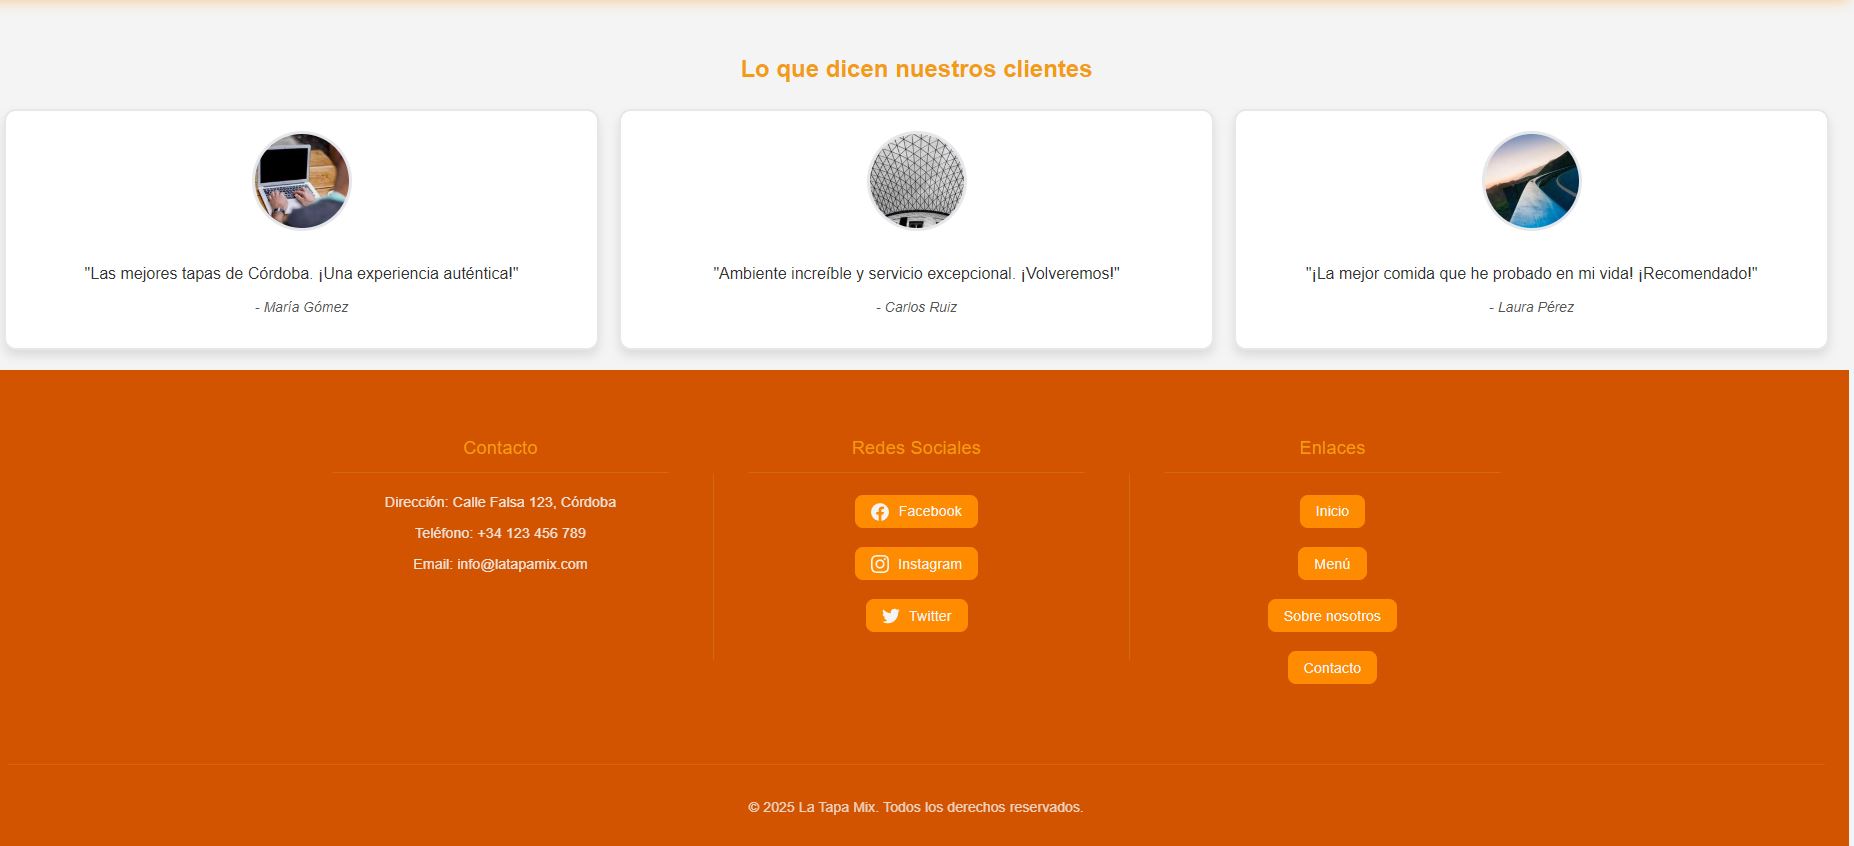 Lo que dicen nuestros clientes
"Las mejores tapas de Córdoba. ¡Una experiencia auténtica!"
- María Gómez
"Ambiente increíble y servicio excepcional. ¡Volveremos!"
- Carlos Ruiz
"¡La mejor comida que he probado en mi vida! ¡Recomendado!"
- Laura Pérez
Contacto
Dirección: Calle Falsa 123, Córdoba
Teléfono: +34 123 456 789
Email: info@latapamix.com
Redes Sociales
Facebook
Instagram
Twitter
Enlaces
Inicio
Menú
Sobre nosotros
Contacto
© 2025 La Tapa Mix. Todos los derechos reservados.